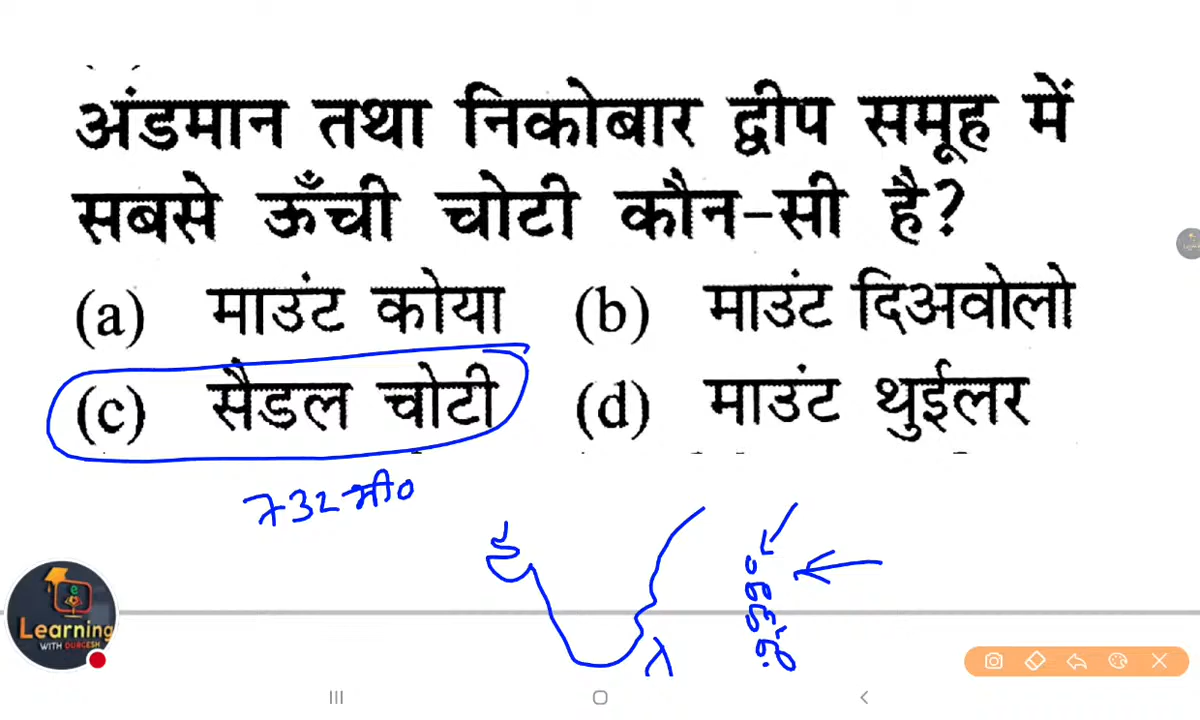 अंडमान तथा निकोबार द्वीप समूह में
सबसे ऊँची चोटी कौन-सी है?
(a) माउंट कोया (b) माउंट दिअवोलो
(c) सैडल चोटी (d) माउंट थुईलर
732 मी०
e
Learning
WITH DURGESH